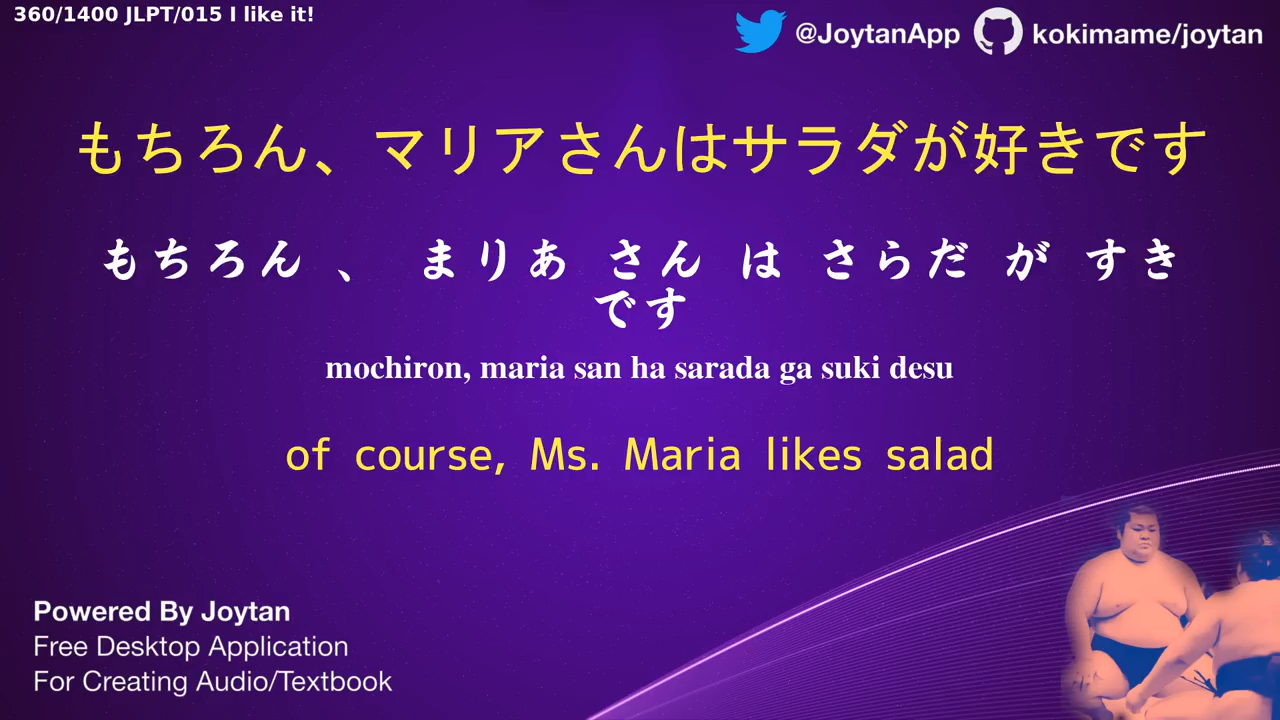 360/1400 JLPT/015 I like it!
@JoytanApp kokimame/joytan
もちろん、マリアさんはサラダが好きです
もちろん 、 まりあ さん は さらだ が すき
です
mochiron, maria san ha sarada ga suki desu
of course, Ms. Maria likes salad
Powered By Joytan
Free Desktop Application
For Creating Audio/Textbook